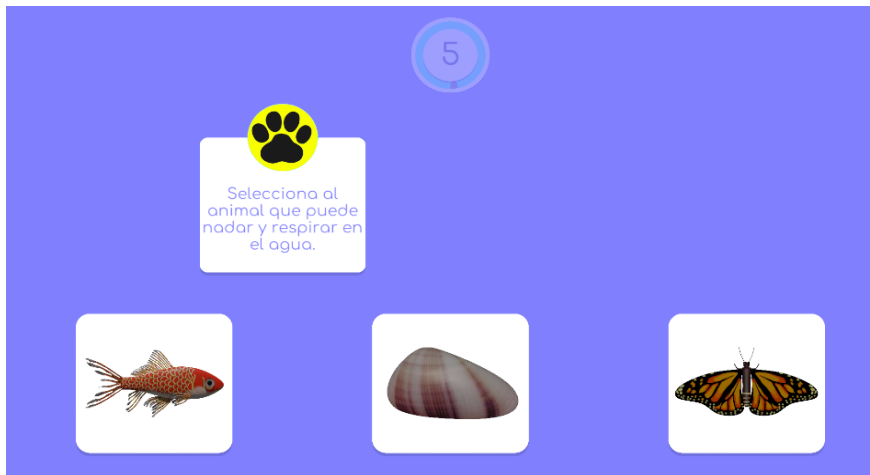 5
Selecciona al
animal que puede
nadar y respirar en
el agua.